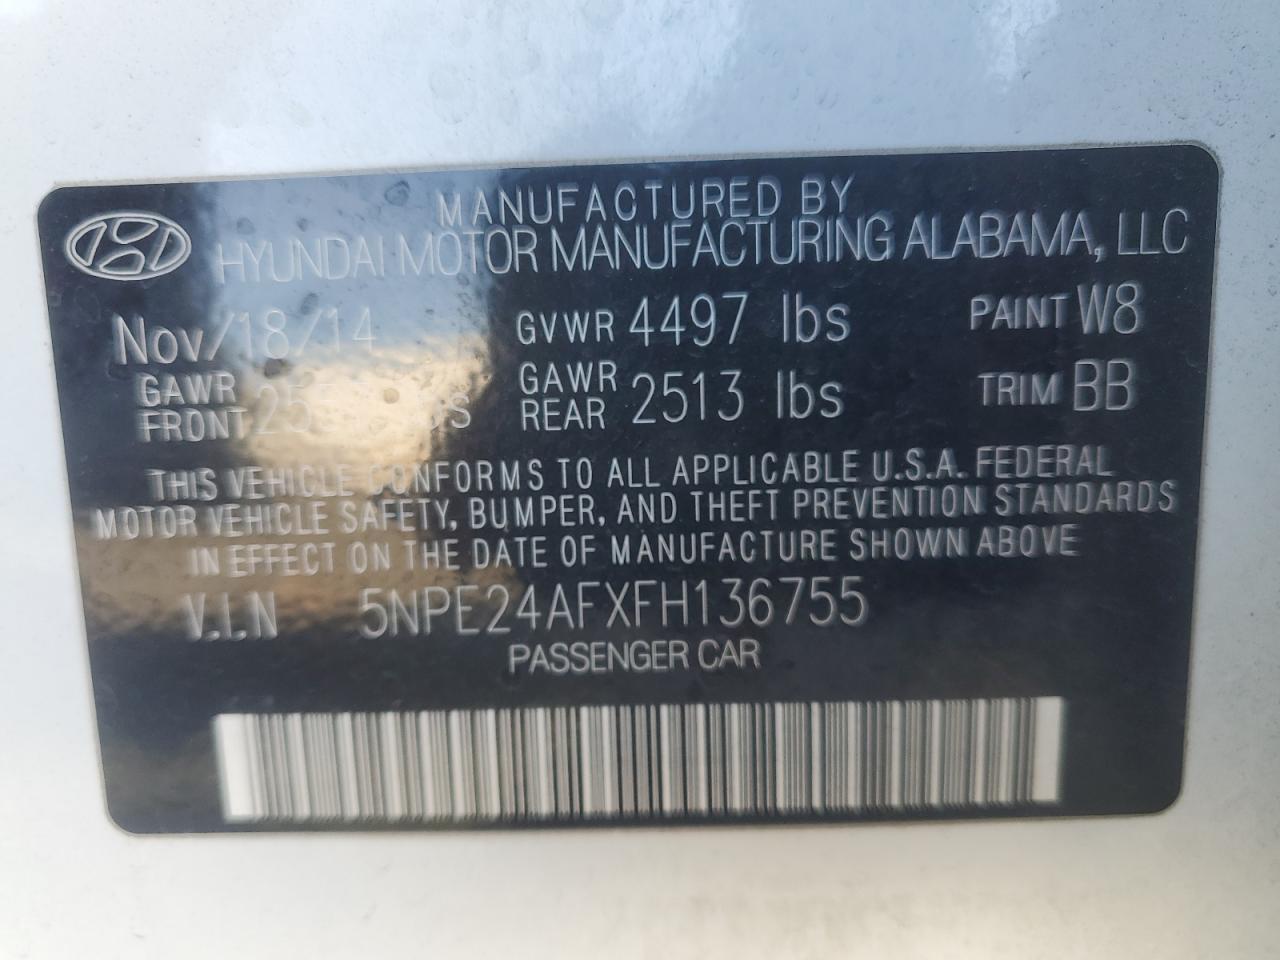 MANUFACTURED BY
HYUNDAI MOTOR MANUFACTURING ALABAMA, LLC
Nov/18/14 GVWR 4497 lbs PAINT W8
GAWR FRONT GAWR REAR 2513 lbs TRIM BB
THIS VEHICLE CONFORMS TO ALL APPLICABLE U.S.A. FEDERAL
MOTOR VEHICLE SAFETY, BUMPER, AND THEFT PREVENTION STANDARDS
IN EFFECT ON THE DATE OF MANUFACTURE SHOWN ABOVE
V.I.N 5NPE24AFXFH136755
PASSENGER CAR